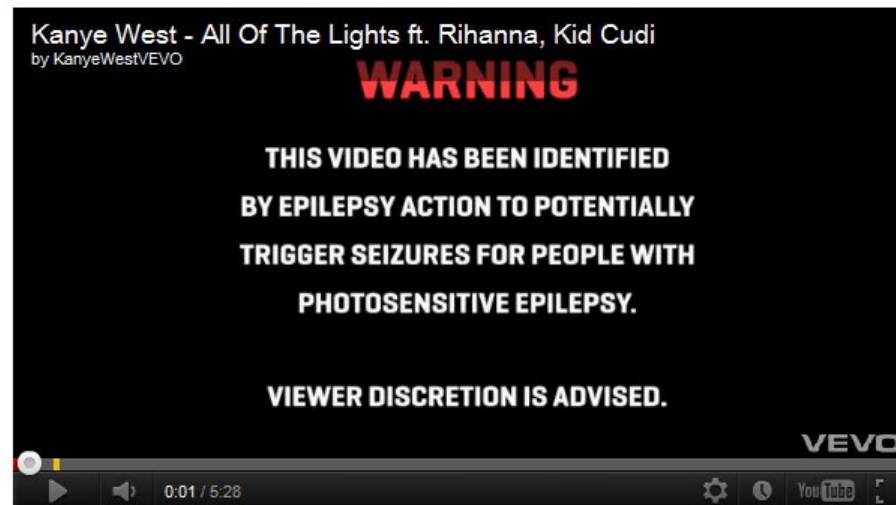 Kanye West - All Of The Lights ft. Rihanna, Kid Cudi
by KanyeWestVEVO
WARNING
THIS VIDEO HAS BEEN IDENTIFIED
BY EPILEPSY ACTION TO POTENTIALLY
TRIGGER SEIZURES FOR PEOPLE WITH
PHOTOSENSITIVE EPILEPSY.
VIEWER DISCRETION IS ADVISED.
VEVO
0:01 / 5:28
YouTube